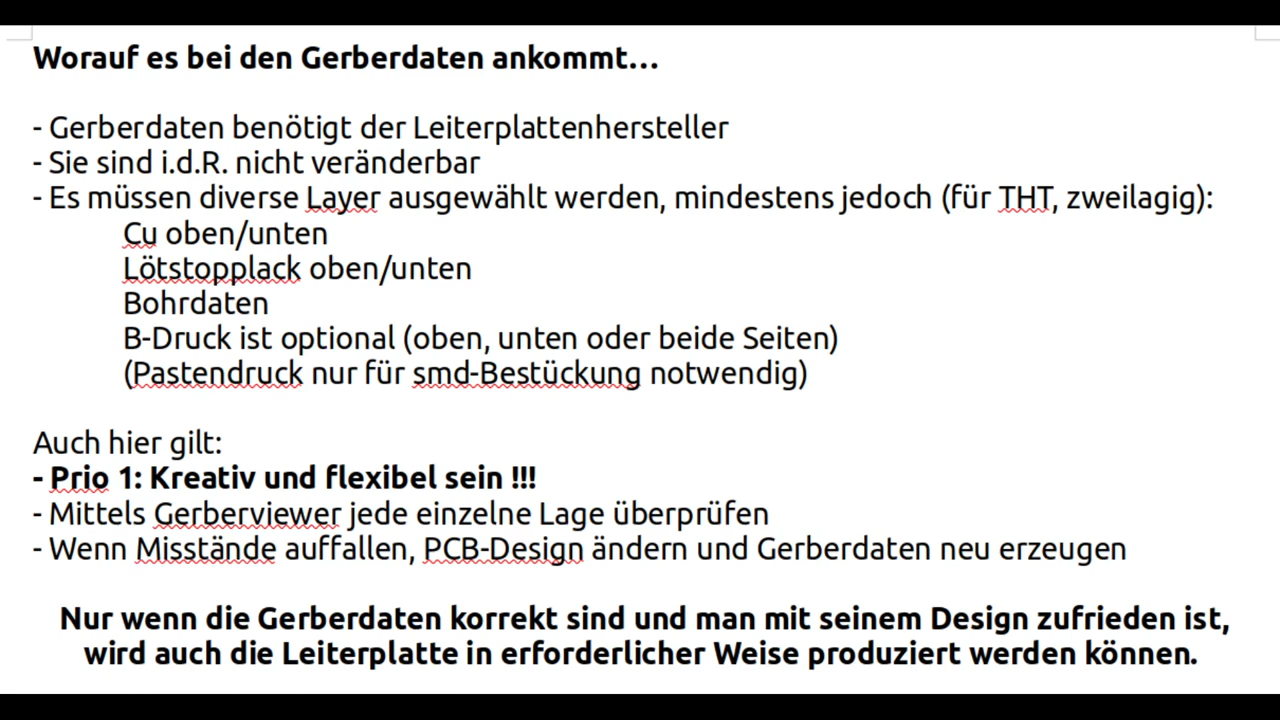 Worauf es bei den Gerberdaten ankommt...
- Gerberdaten benötigt der Leiterplattenhersteller
- Sie sind i.d.R. nicht veränderbar
- Es müssen diverse Layer ausgewählt werden, mindestens jedoch (für THT, zweilagig):
Cu oben/unten
Lötstopplack oben/unten
Bohrdaten
B-Druck ist optional (oben, unten oder beide Seiten)
(Pastendruck nur für smd-Bestückung notwendig)
Auch hier gilt:
- Prio 1: Kreativ und flexibel sein !!!
- Mittels Gerberviewer jede einzelne Lage überprüfen
- Wenn Misstände auffallen, PCB-Design ändern und Gerberdaten neu erzeugen
Nur wenn die Gerberdaten korrekt sind und man mit seinem Design zufrieden ist,
wird auch die Leiterplatte in erforderlicher Weise produziert werden können.